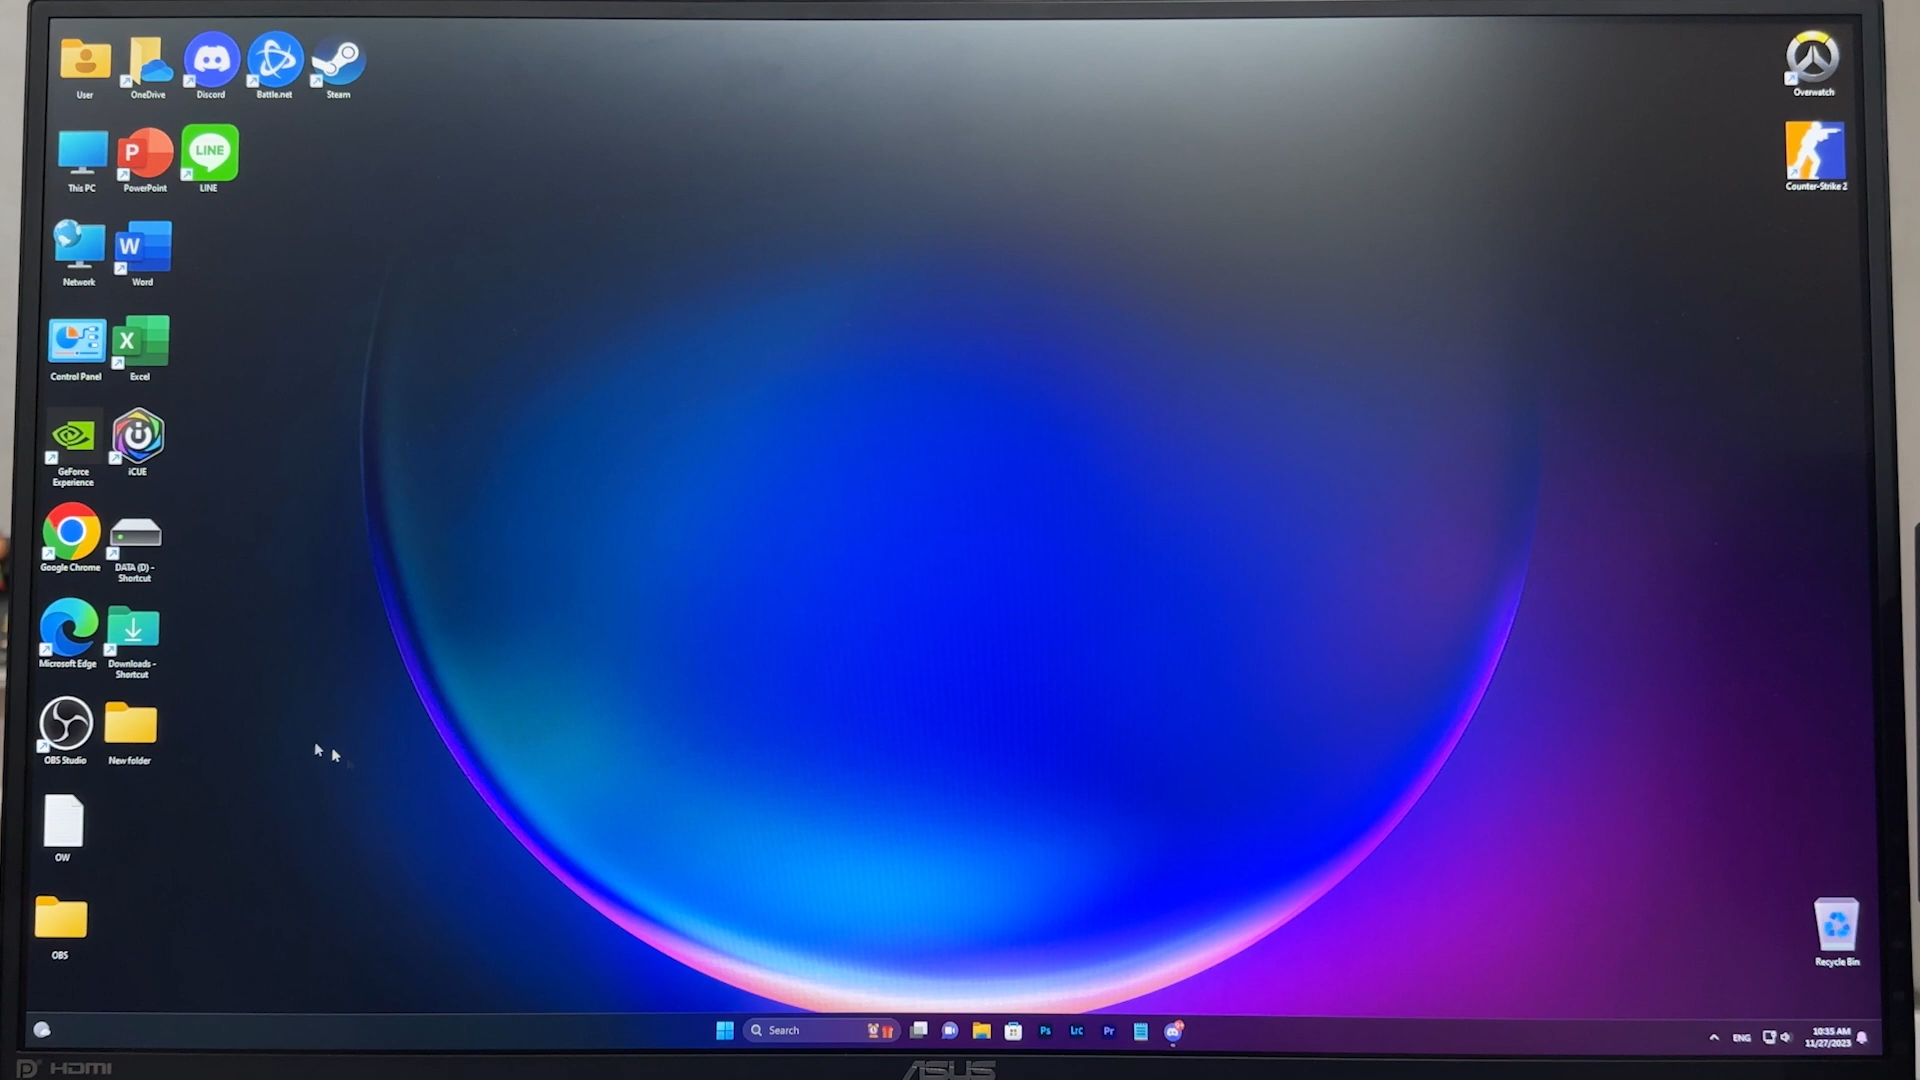 User
OneDrive
Discord
Battle.net
Steam
Overwatch
This PC
P
PowerPoint
LINE
LINE
Counter-Strike 2
Network
W
Word
Control Panel
X
Excel
GeForce
Experience
iCUE
Google Chrome
DATA (D) -
Shortcut
Microsoft Edge
Downloads -
Shortcut
OBS Studio
New folder
OW
OBS
Recycle Bin
Search
Ps
Lrc
Pr
ENG
10:35 AM
11/27/2023
HDMI
ASUS